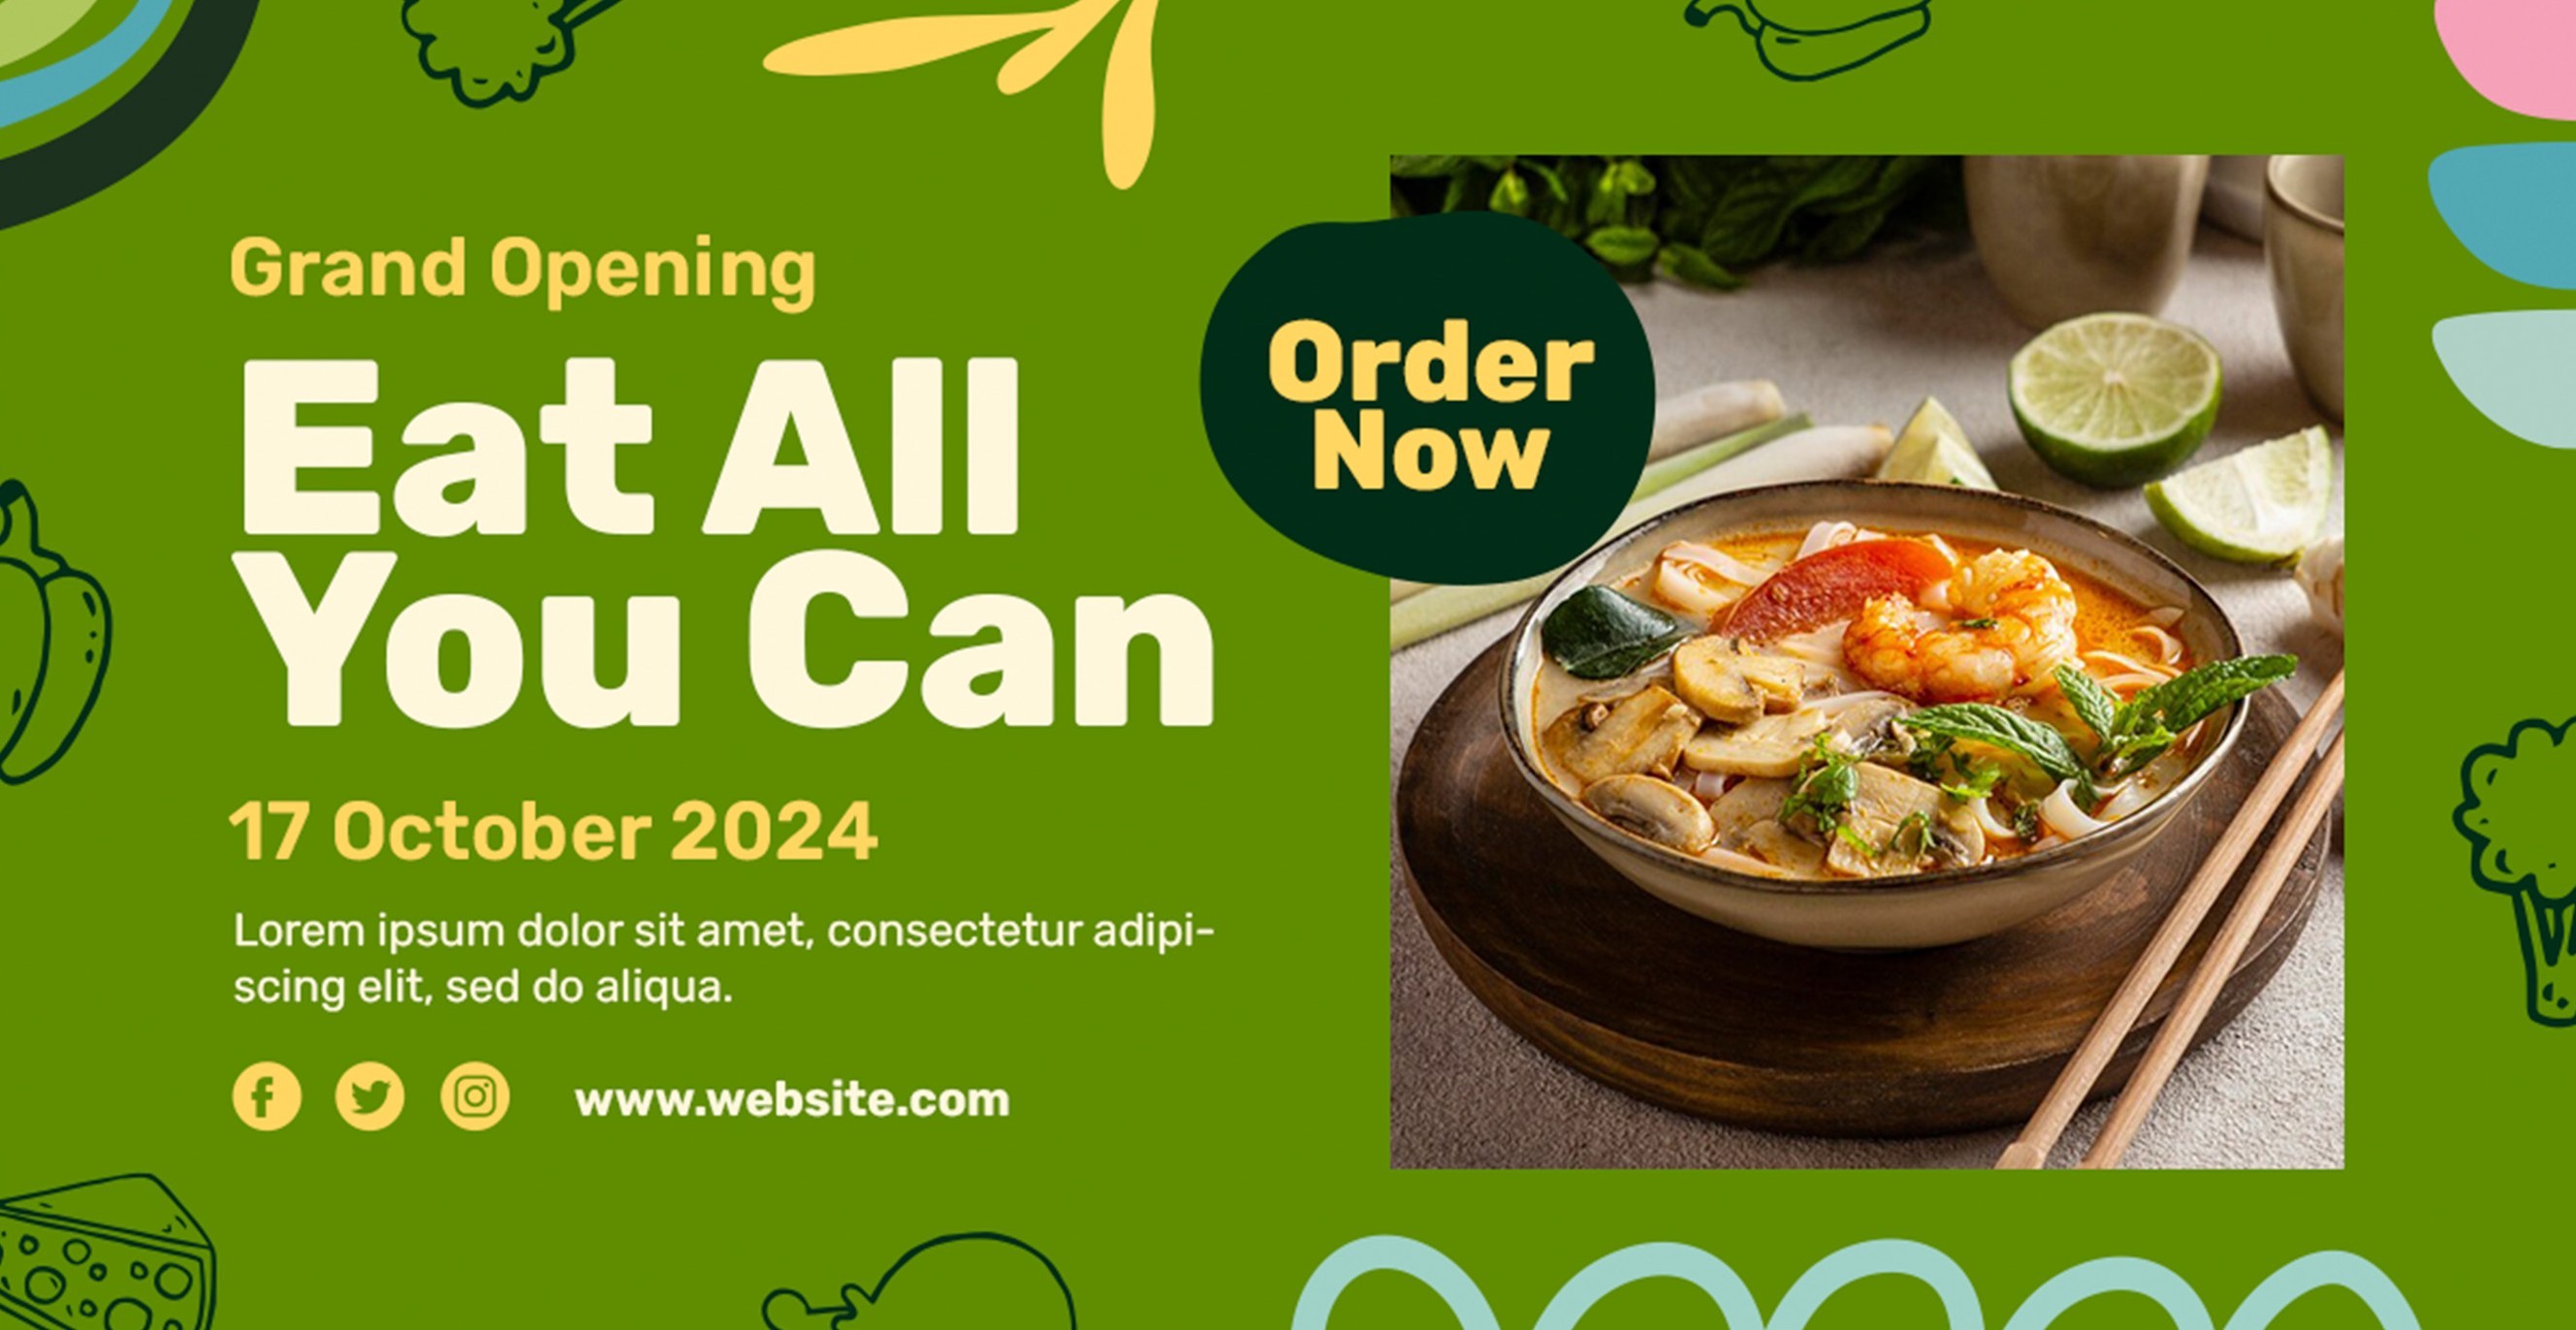 Grand Opening
Eat All
You Can
Order
Now
17 October 2024
Lorem ipsum dolor sit amet, consectetur adipi-
scing elit, sed do aliqua.
www.website.com